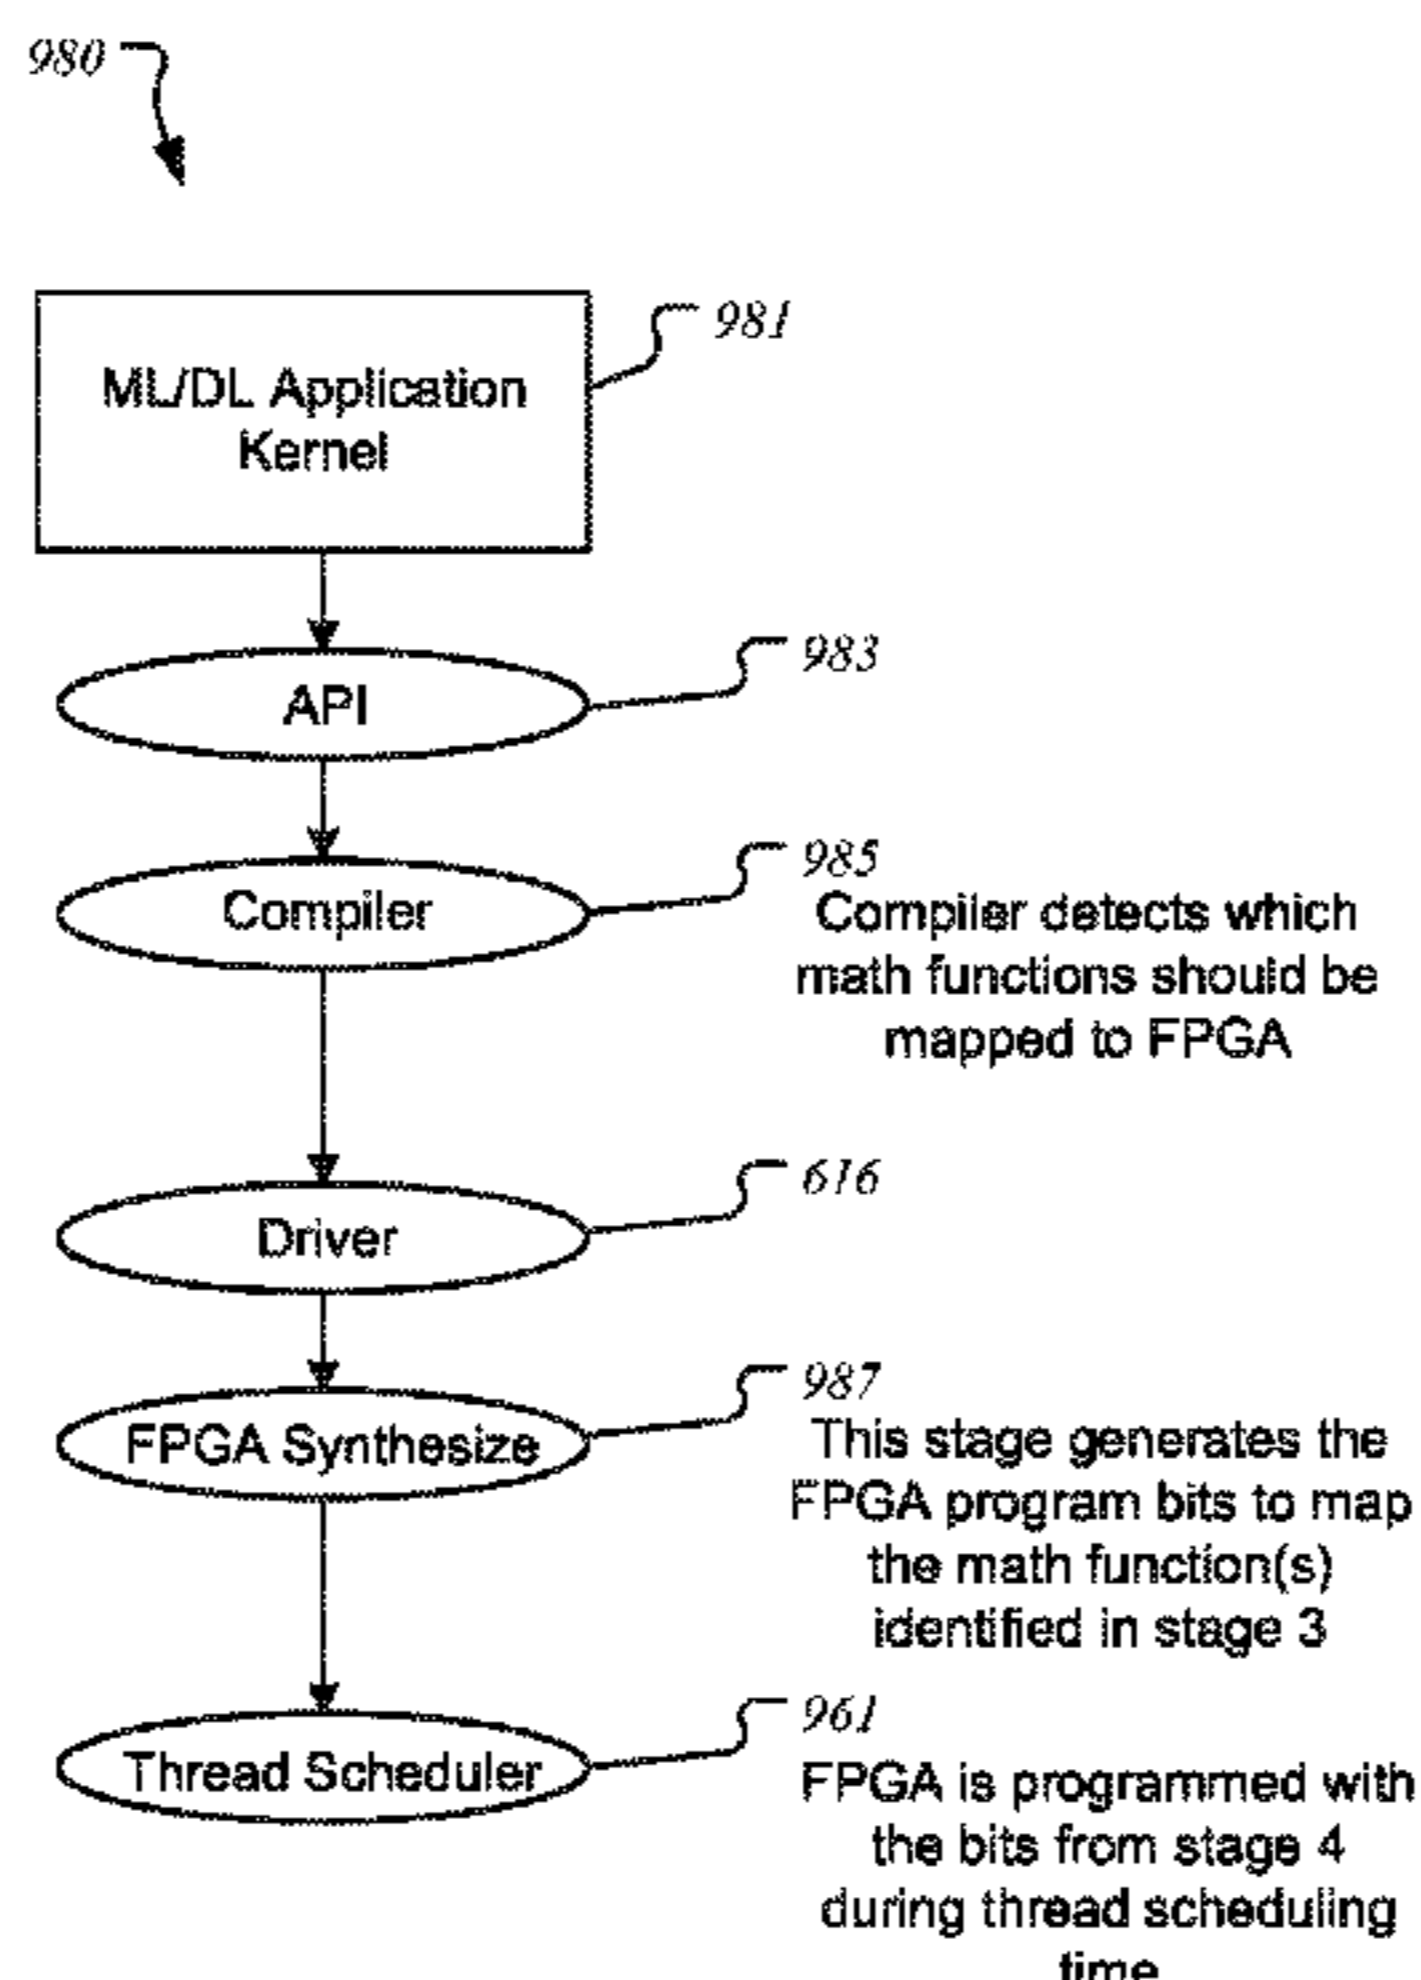 980
981
ML/DL Application
Kernel
983
API
985
Compiler
Compiler detects which
math functions should be
mapped to FPGA
616
Driver
987
FPGA Synthesize
This stage generates the
FPGA program bits to map
the math function(s)
identified in stage 3
961
Thread Scheduler
FPGA is programmed with
the bits from stage 4
during thread scheduling
time